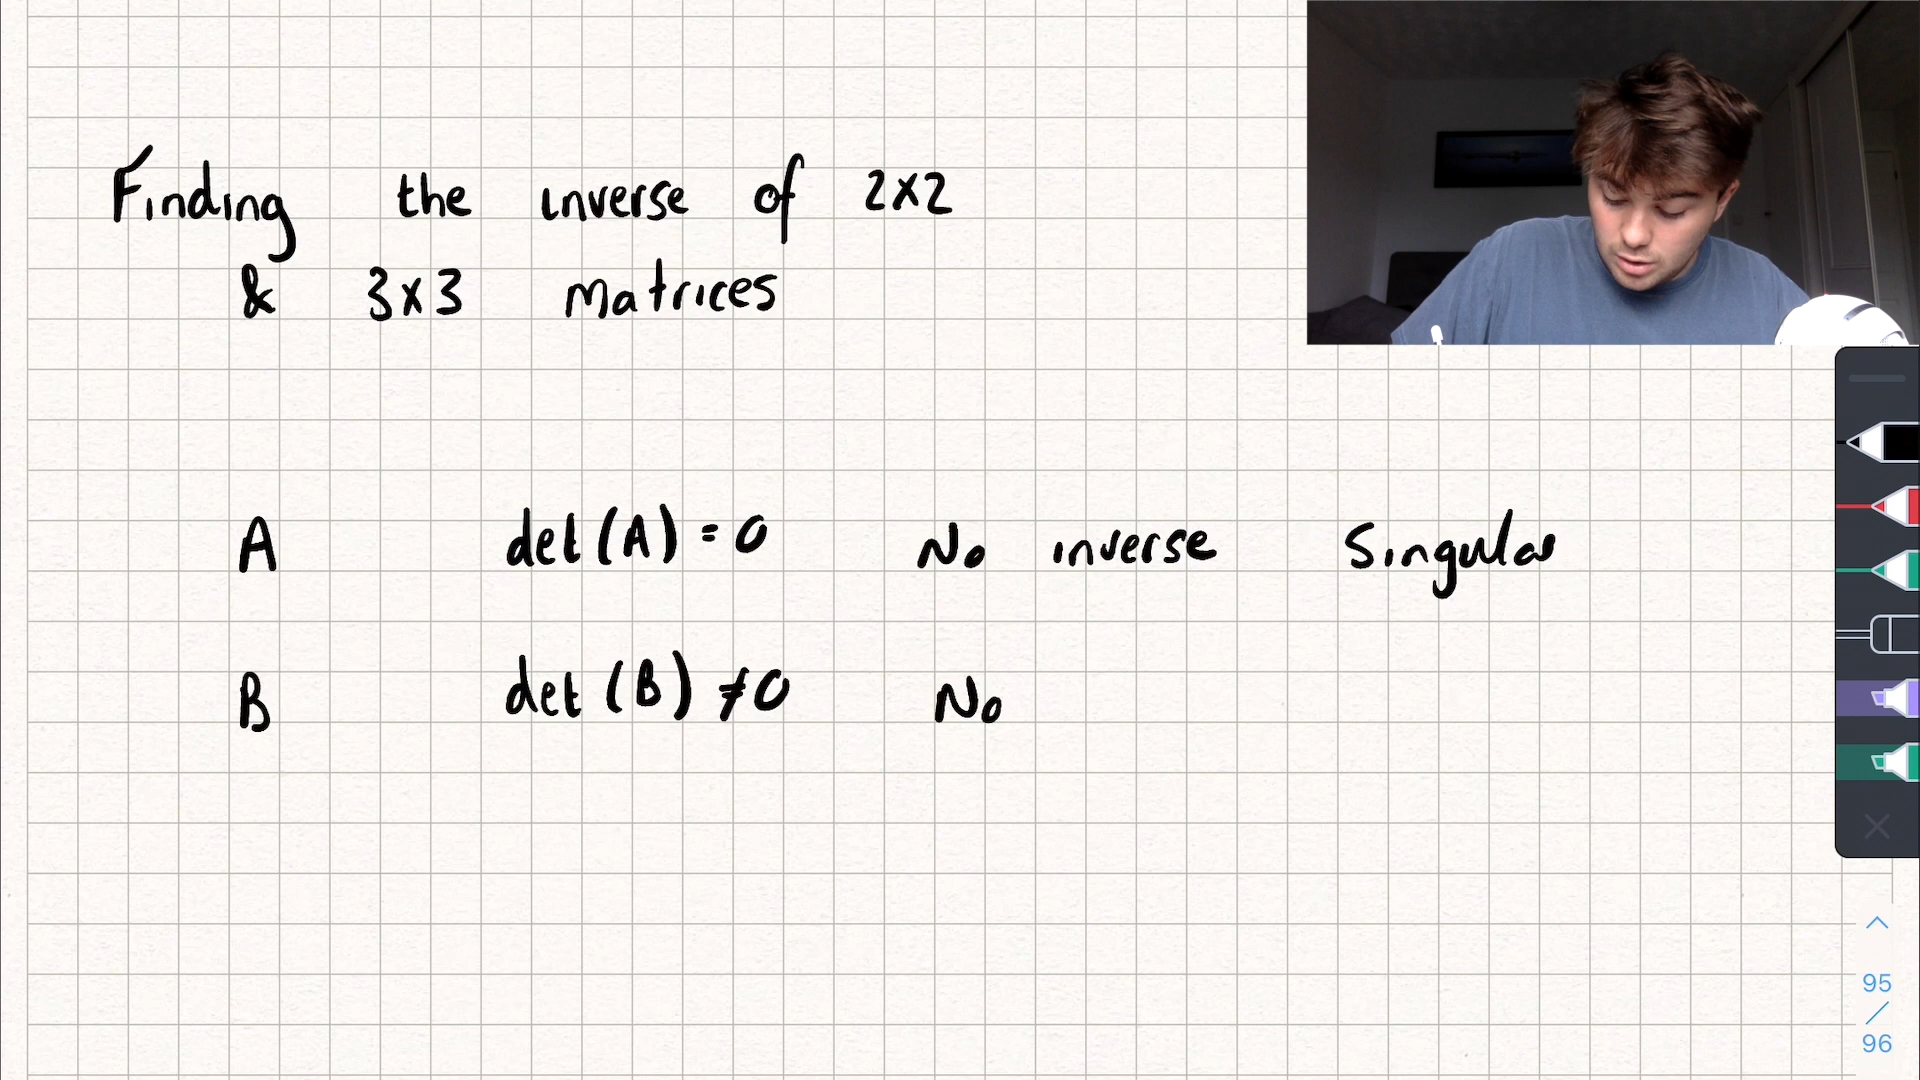 Finding the inverse of 2x2
& 3x3 matrices
A det(A) = 0 No inverse Singular
B det(B) ≠ 0 No
95
/
96